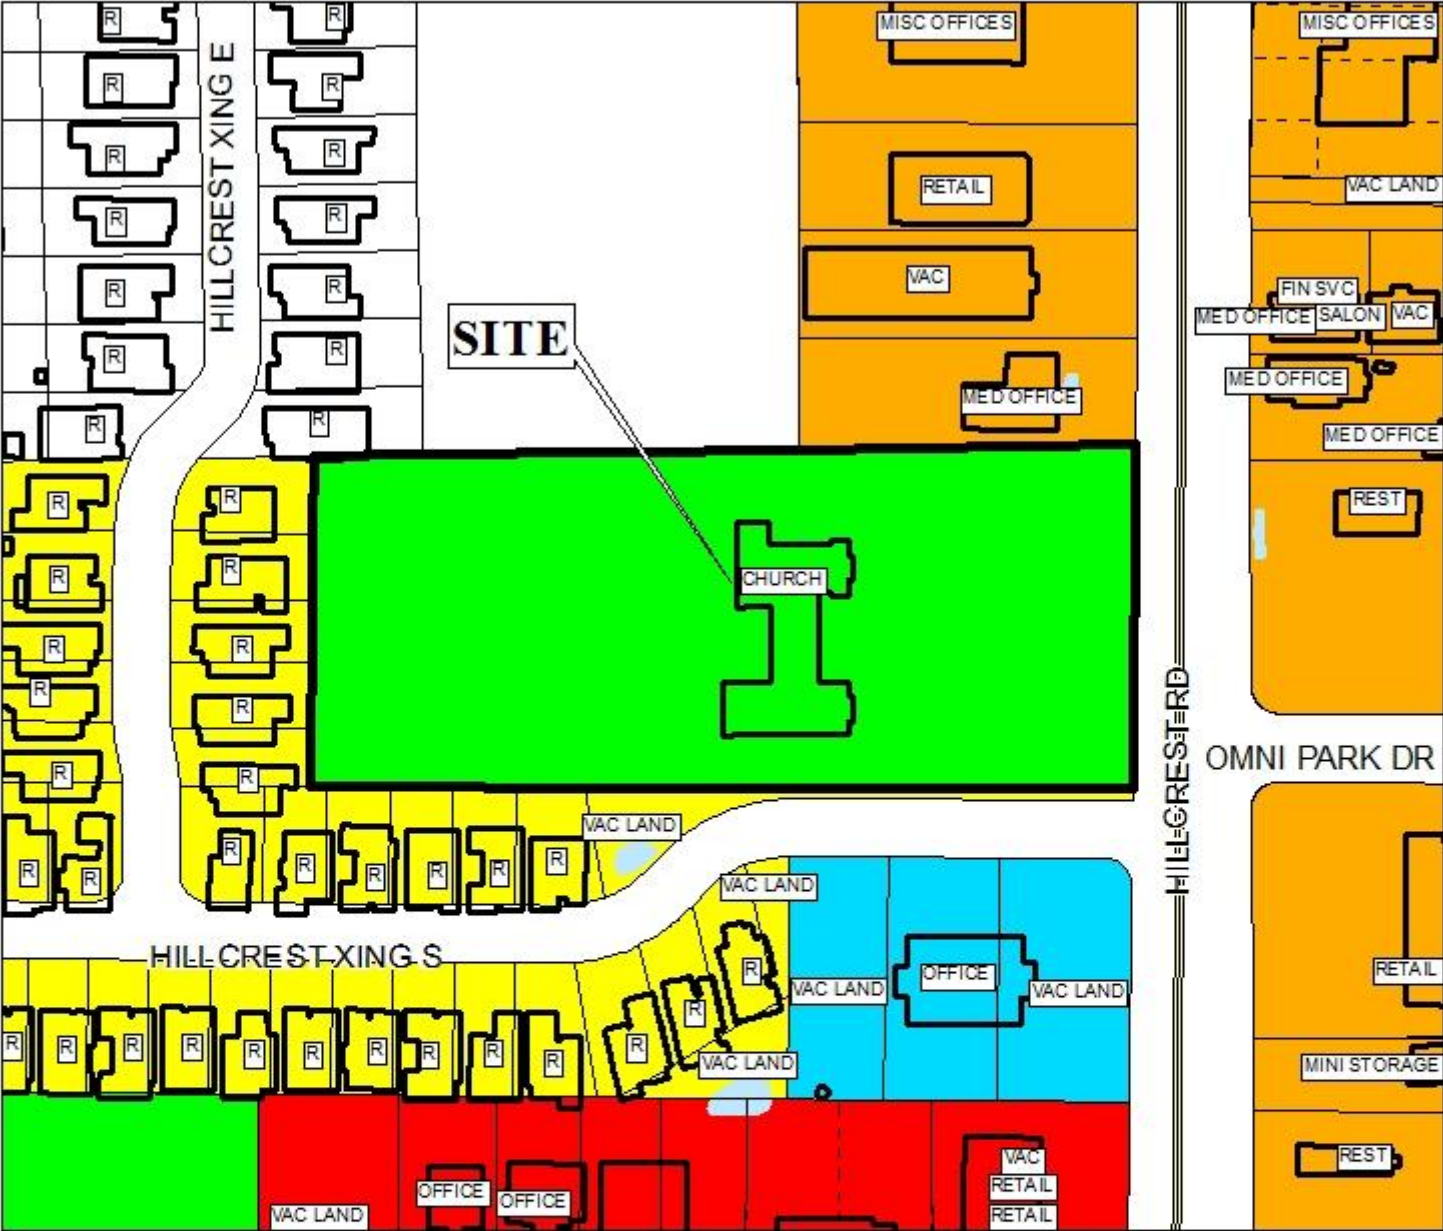 R
R
MISC OFFICES
MISC OFFICES
R
R
HILLCREST XING E
R
R
RETAIL
VAC LAND
R
R
VAC
R
R
FIN SVC
MED OFFICE
SALON
VAC
SITE
R
R
MED OFFICE
MED OFFICE
R
R
MED OFFICE
R
R
REST
R
R
CHURCH
R
R
R
R
HILLCREST RD
OMNI PARK DR
R
R
VAC LAND
R
R
R
R
R
R
R
R
VAC LAND
HILLCREST XING S
R
OFFICE
RETAIL
VAC LAND
VAC LAND
R
R
R
R
R
R
R
R
R
R
R
R
VAC LAND
MINI STORAGE
VAC
REST
OFFICE
OFFICE
RETAIL
VAC LAND
RETAIL